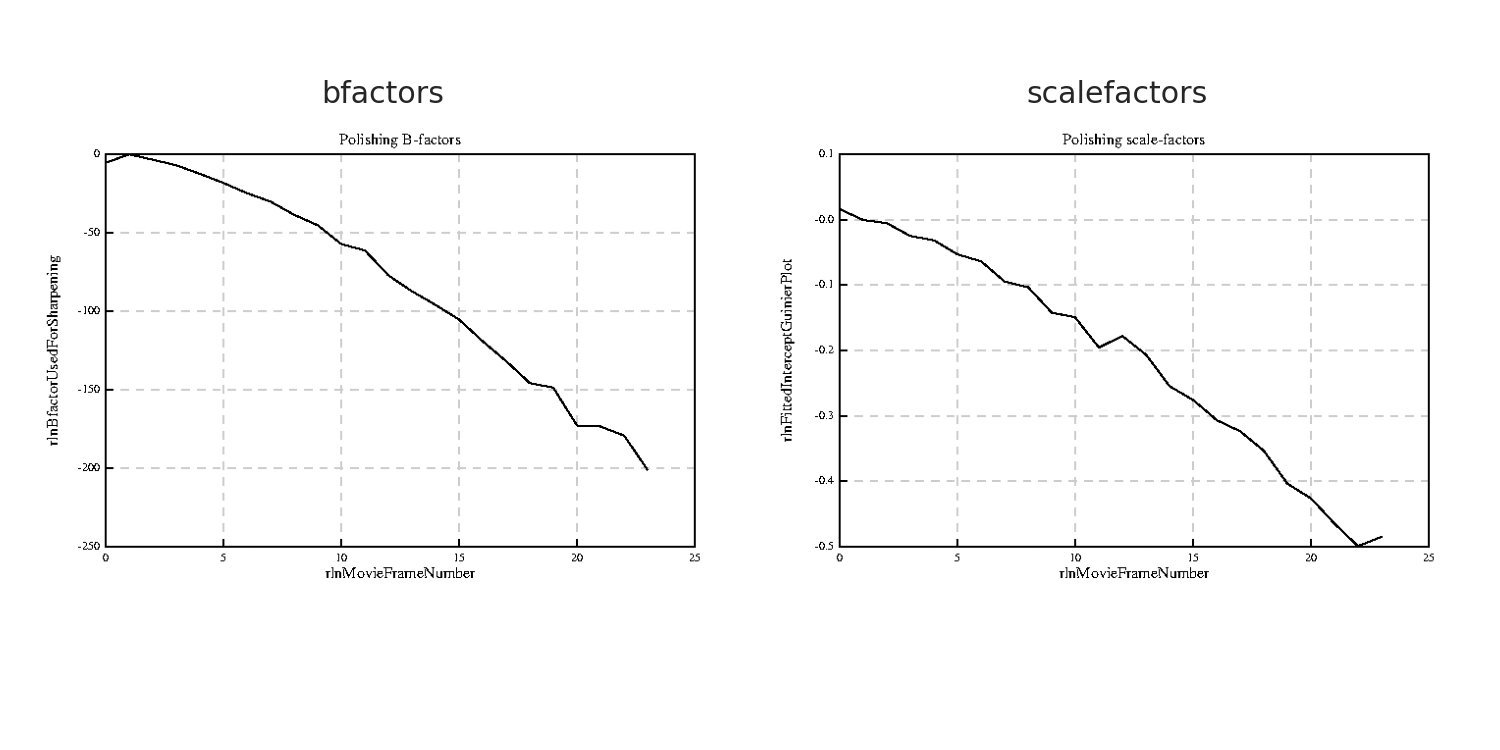 bfactors
Polishing B-factors
rlnBfactorUsedForSharpening
0
-50
-100
-150
-200
-250
0 5 10 15 20 25
rlnMovieFrameNumber
scalefactors
Polishing scale-factors
rlnFittedInterceptGuinierPlot
0.1
-0.0
-0.1
-0.2
-0.3
-0.4
-0.5
0 5 10 15 20 25
rlnMovieFrameNumber